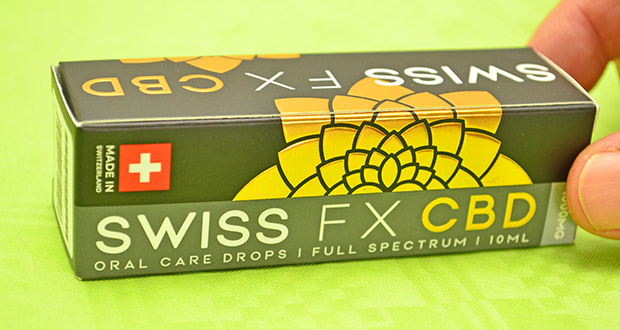 SWISS FX CBD
MADE IN
SWITZERLAND
SWISS FX CBD
ORAL CARE DROPS | FULL SPECTRUM | 10ML